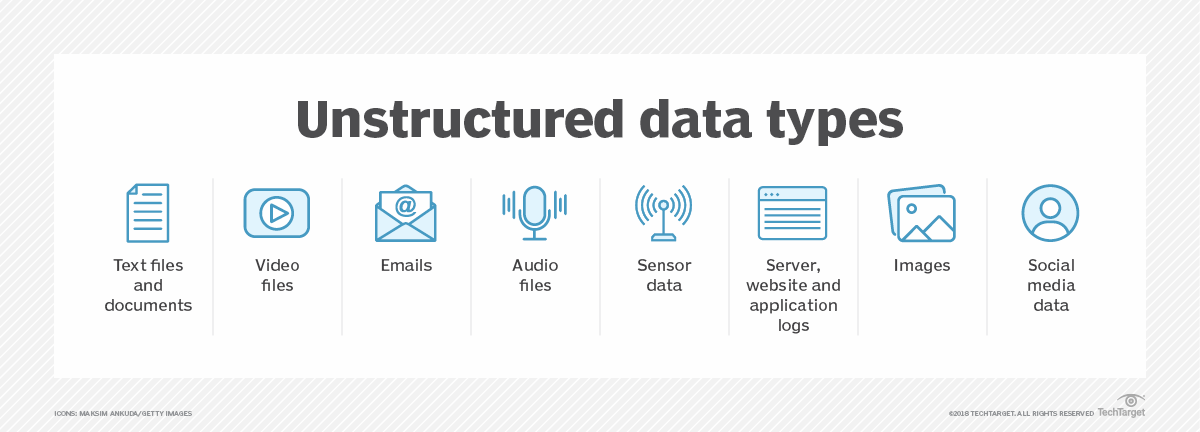 Unstructured data types
@
Text files
and
documents
Video
files
Emails
Audio
files
Sensor
data
Server,
website and
application
logs
Images
Social
media
data
ICONS: MAKSIM ANKUDA/GETTY IMAGES
©2018 TECHTARGET. ALL RIGHTS RESERVED TechTarget